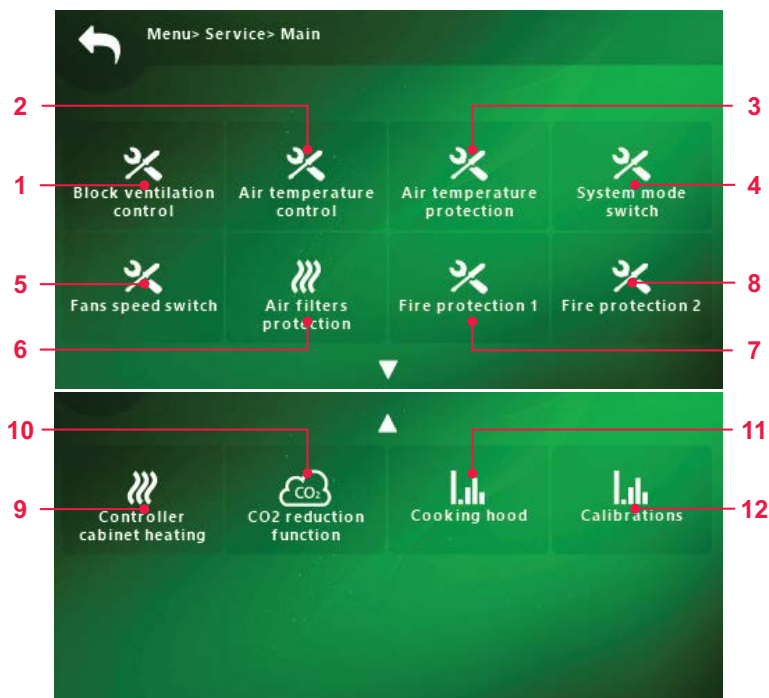 Menu> Service> Main
2
3
1
4
Block ventilation
control
Air temperature
control
Air temperature
protection
System mode
switch
5
8
Fans speed switch
Air filters
protection
Fire protection 1
Fire protection 2
6
7
10
11
CO₂
9
12
Controller
cabinet heating
CO2 reduction
function
Cooking hood
Calibrations